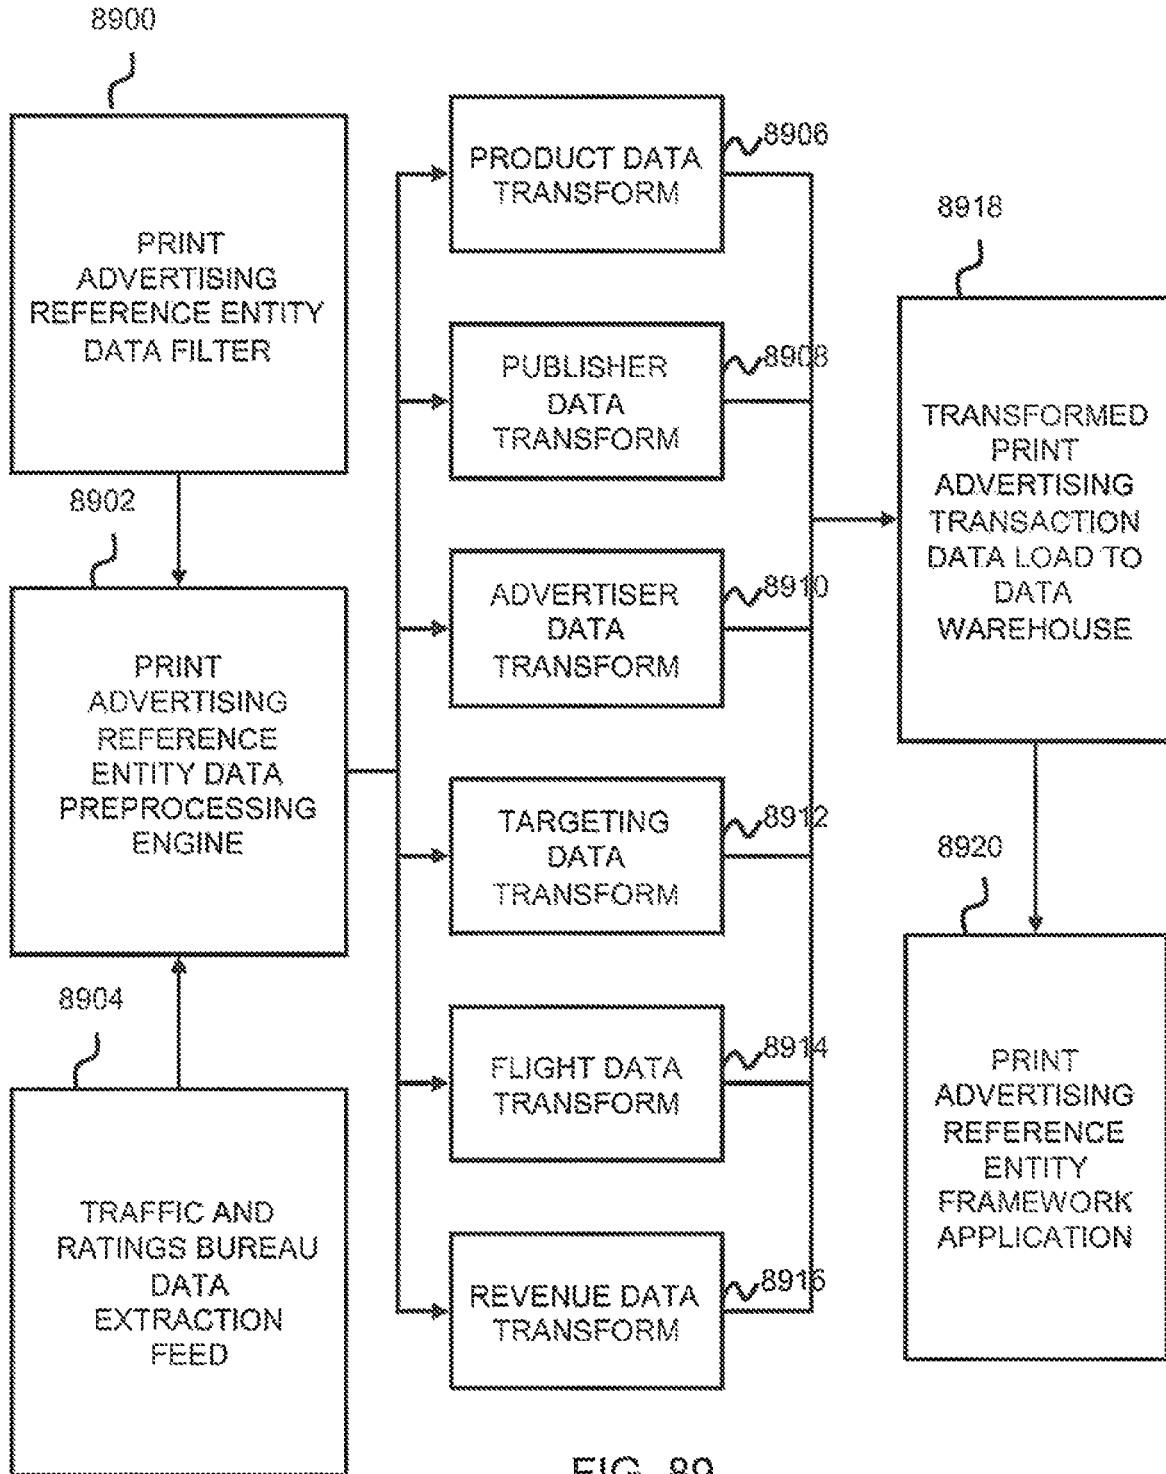 8900
PRINT
ADVERTISING
REFERENCE ENTITY
DATA FILTER
8902
PRINT
ADVERTISING
REFERENCE
ENTITY DATA
PREPROCESSING
ENGINE
8904
TRAFFIC AND
RATINGS BUREAU
DATA
EXTRACTION
FEED
8906
PRODUCT DATA
TRANSFORM
8908
PUBLISHER
DATA
TRANSFORM
8910
ADVERTISER
DATA
TRANSFORM
8912
TARGETING
DATA
TRANSFORM
8914
FLIGHT DATA
TRANSFORM
8916
REVENUE DATA
TRANSFORM
8918
TRANSFORMED
PRINT
ADVERTISING
TRANSACTION
DATA LOAD TO
DATA
WAREHOUSE
8920
PRINT
ADVERTISING
REFERENCE
ENTITY
FRAMEWORK
APPLICATION
FIG. 89